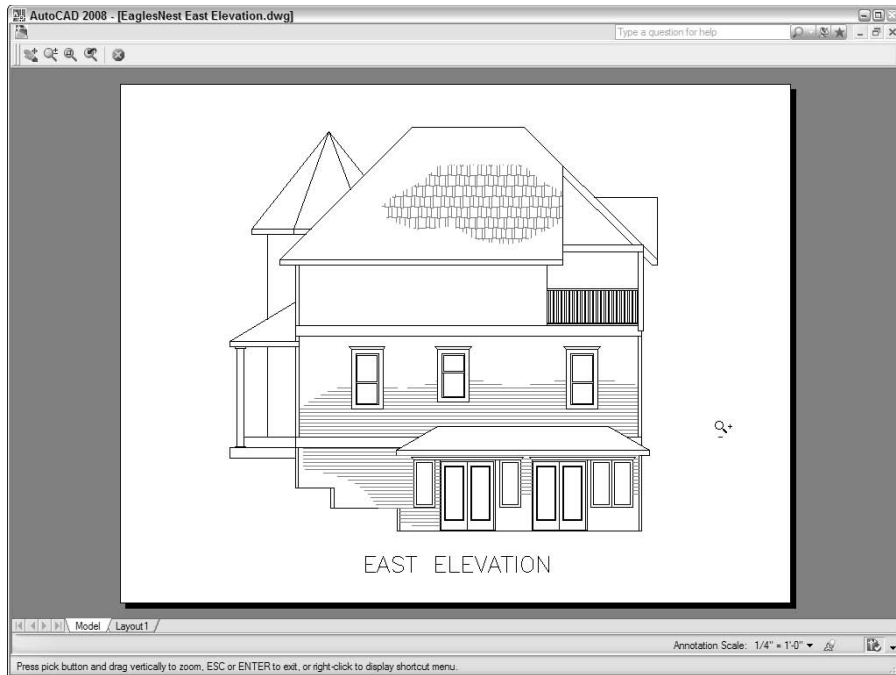 AutoCAD 2008 - [EaglesNest East Elevation.dwg]
Type a question for help
EAST ELEVATION
Model
Layout1
Annotation Scale: 1/4" = 1'-0"
Press pick button and drag vertically to zoom, ESC or ENTER to exit, or right-click to display shortcut menu.